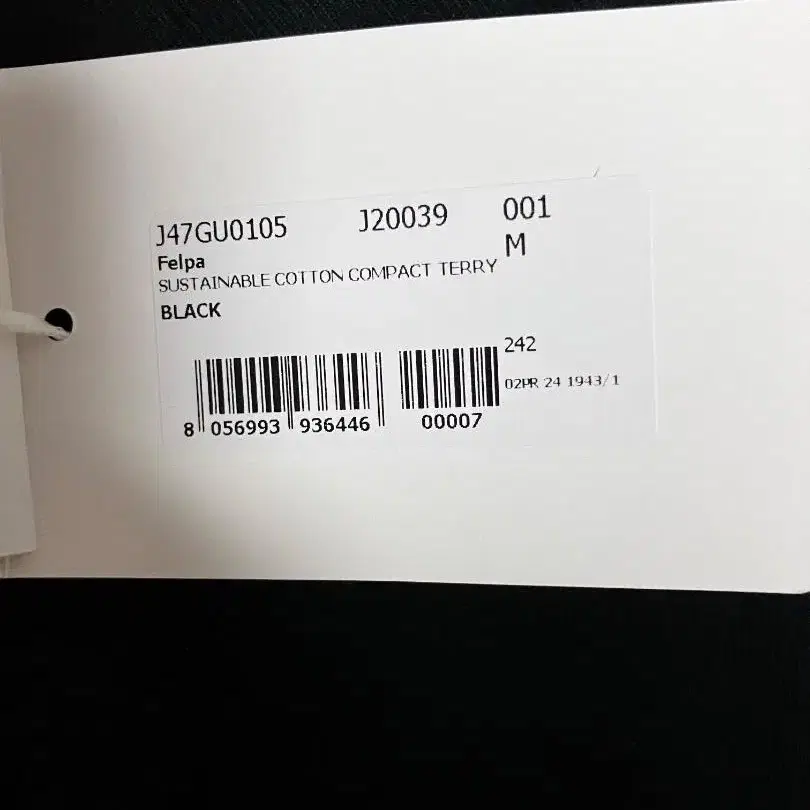 J47GU0105 J20039 001
Felpa M
SUSTAINABLE COTTON COMPACT TERRY
BLACK
242
02PR 24 1943/1
8 056993 936446 00007